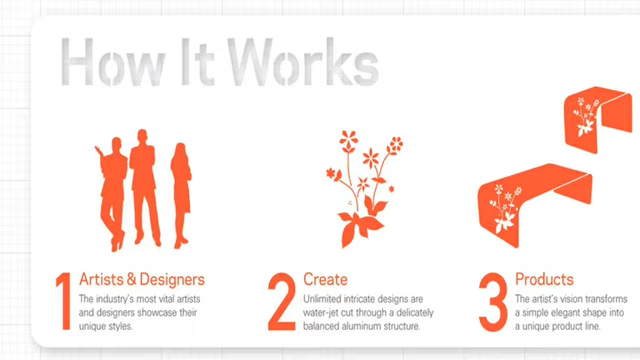 How It Works
1 Artists & Designers
The industry's most vital artists
and designers showcase their
unique styles.
2 Create
Unlimited intricate designs are
water-jet cut through a delicately
balanced aluminum structure.
3 Products
The artist's vision transforms
a simple elegant shape into
a unique product line.